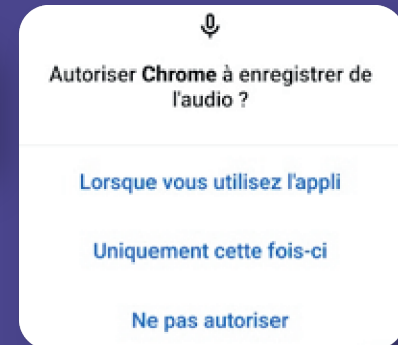 Autoriser Chrome à enregistrer de
l'audio ?
Lorsque vous utilisez l'appli
Uniquement cette fois-ci
Ne pas autoriser